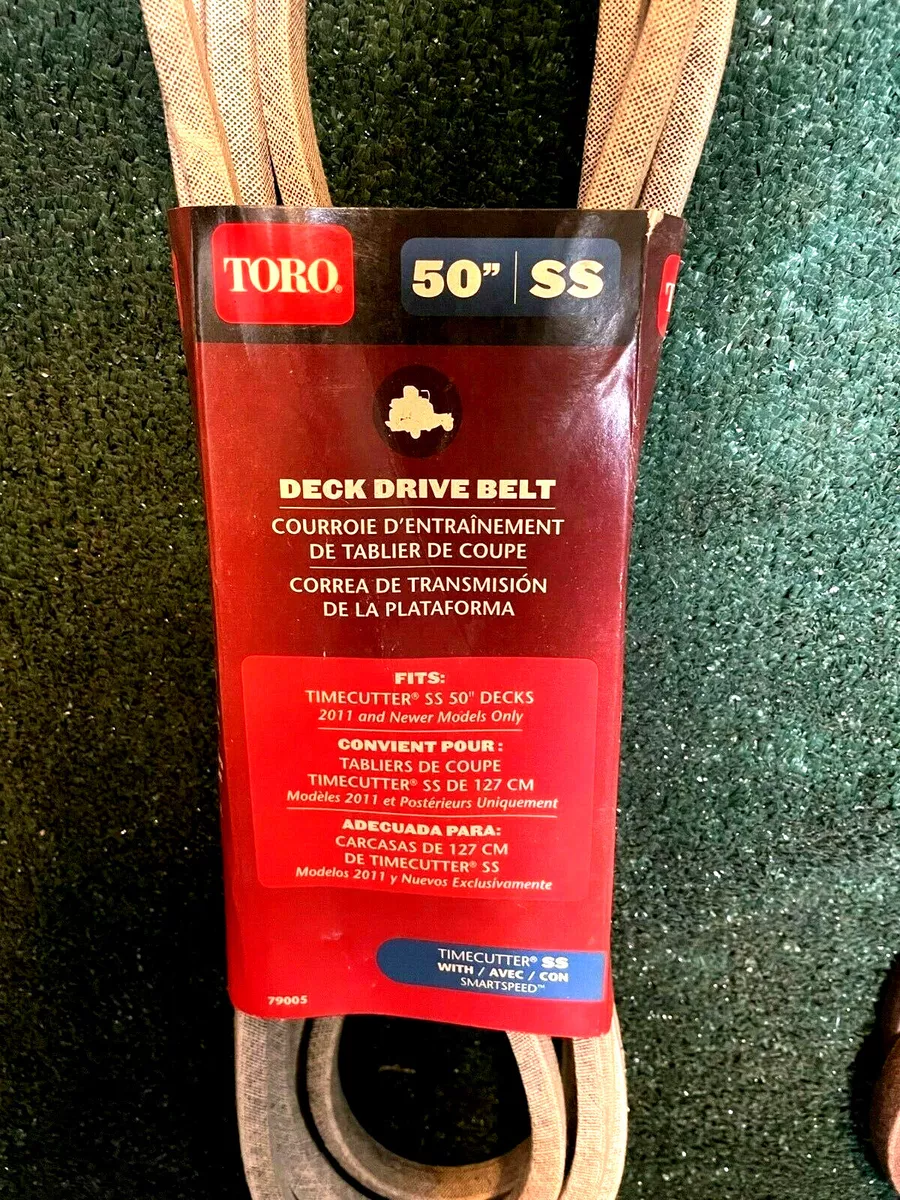 TORO®
50” | SS
DECK DRIVE BELT
COURROIE D’ENTRAÎNEMENT
DE TABLIER DE COUPE
CORREA DE TRANSMISIÓN
DE LA PLATAFORMA
FITS:
TIMECUTTER® SS 50" DECKS
2011 and Newer Models Only
CONVIENT POUR :
TABLIERS DE COUPE
TIMECUTTER® SS DE 127 CM
Modèles 2011 et Postérieurs Uniquement
ADECUADA PARA:
CARCASAS DE 127 CM
DE TIMECUTTER® SS
Modelos 2011 y Nuevos Exclusivamente
TIMECUTTER® SS
WITH / AVEC / CON
SMARTSPEED™
79005